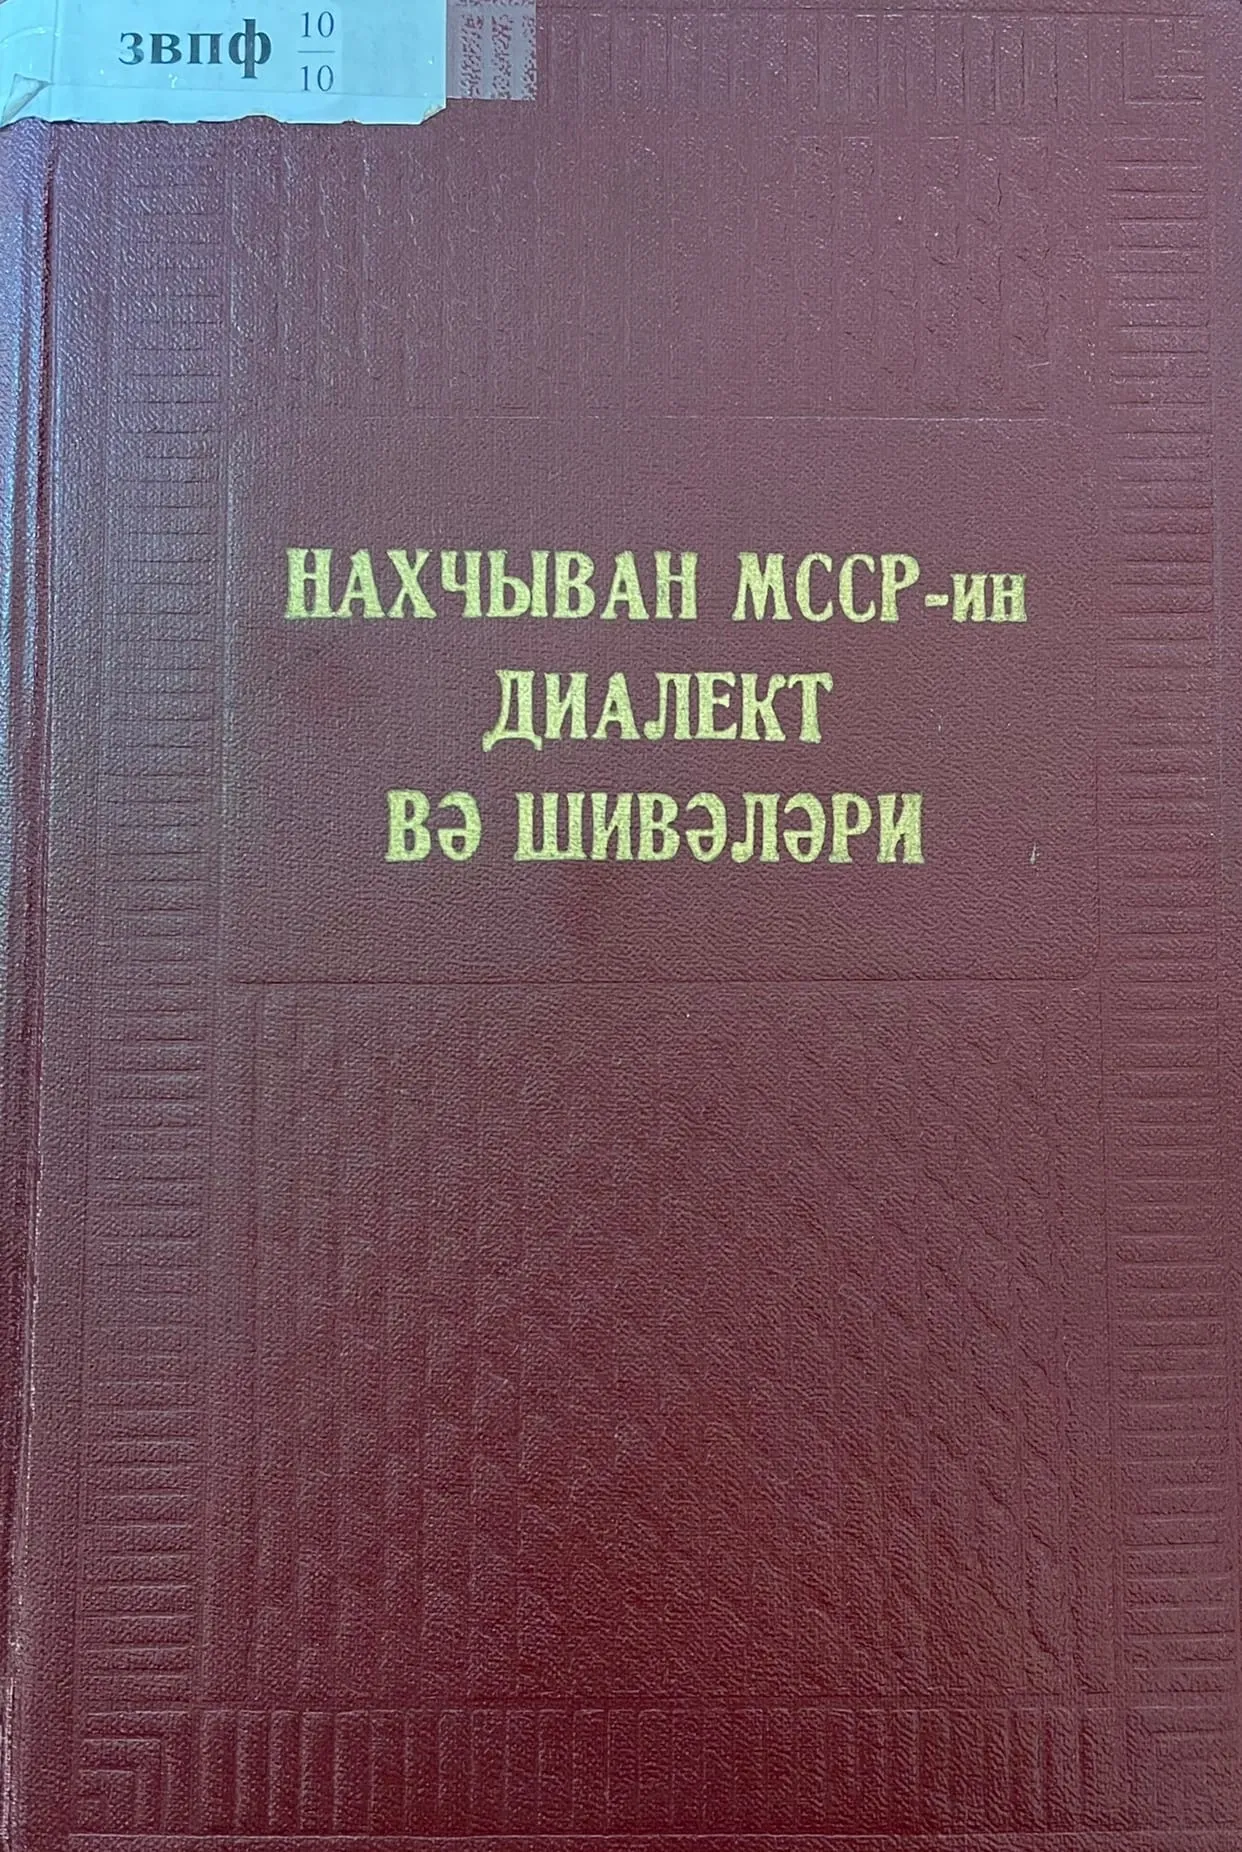 звпф 10
10
НАХЧЫВАН МССР-ин
ДИАЛЕКТ
ВӘ ШИВӘЛӘРИ